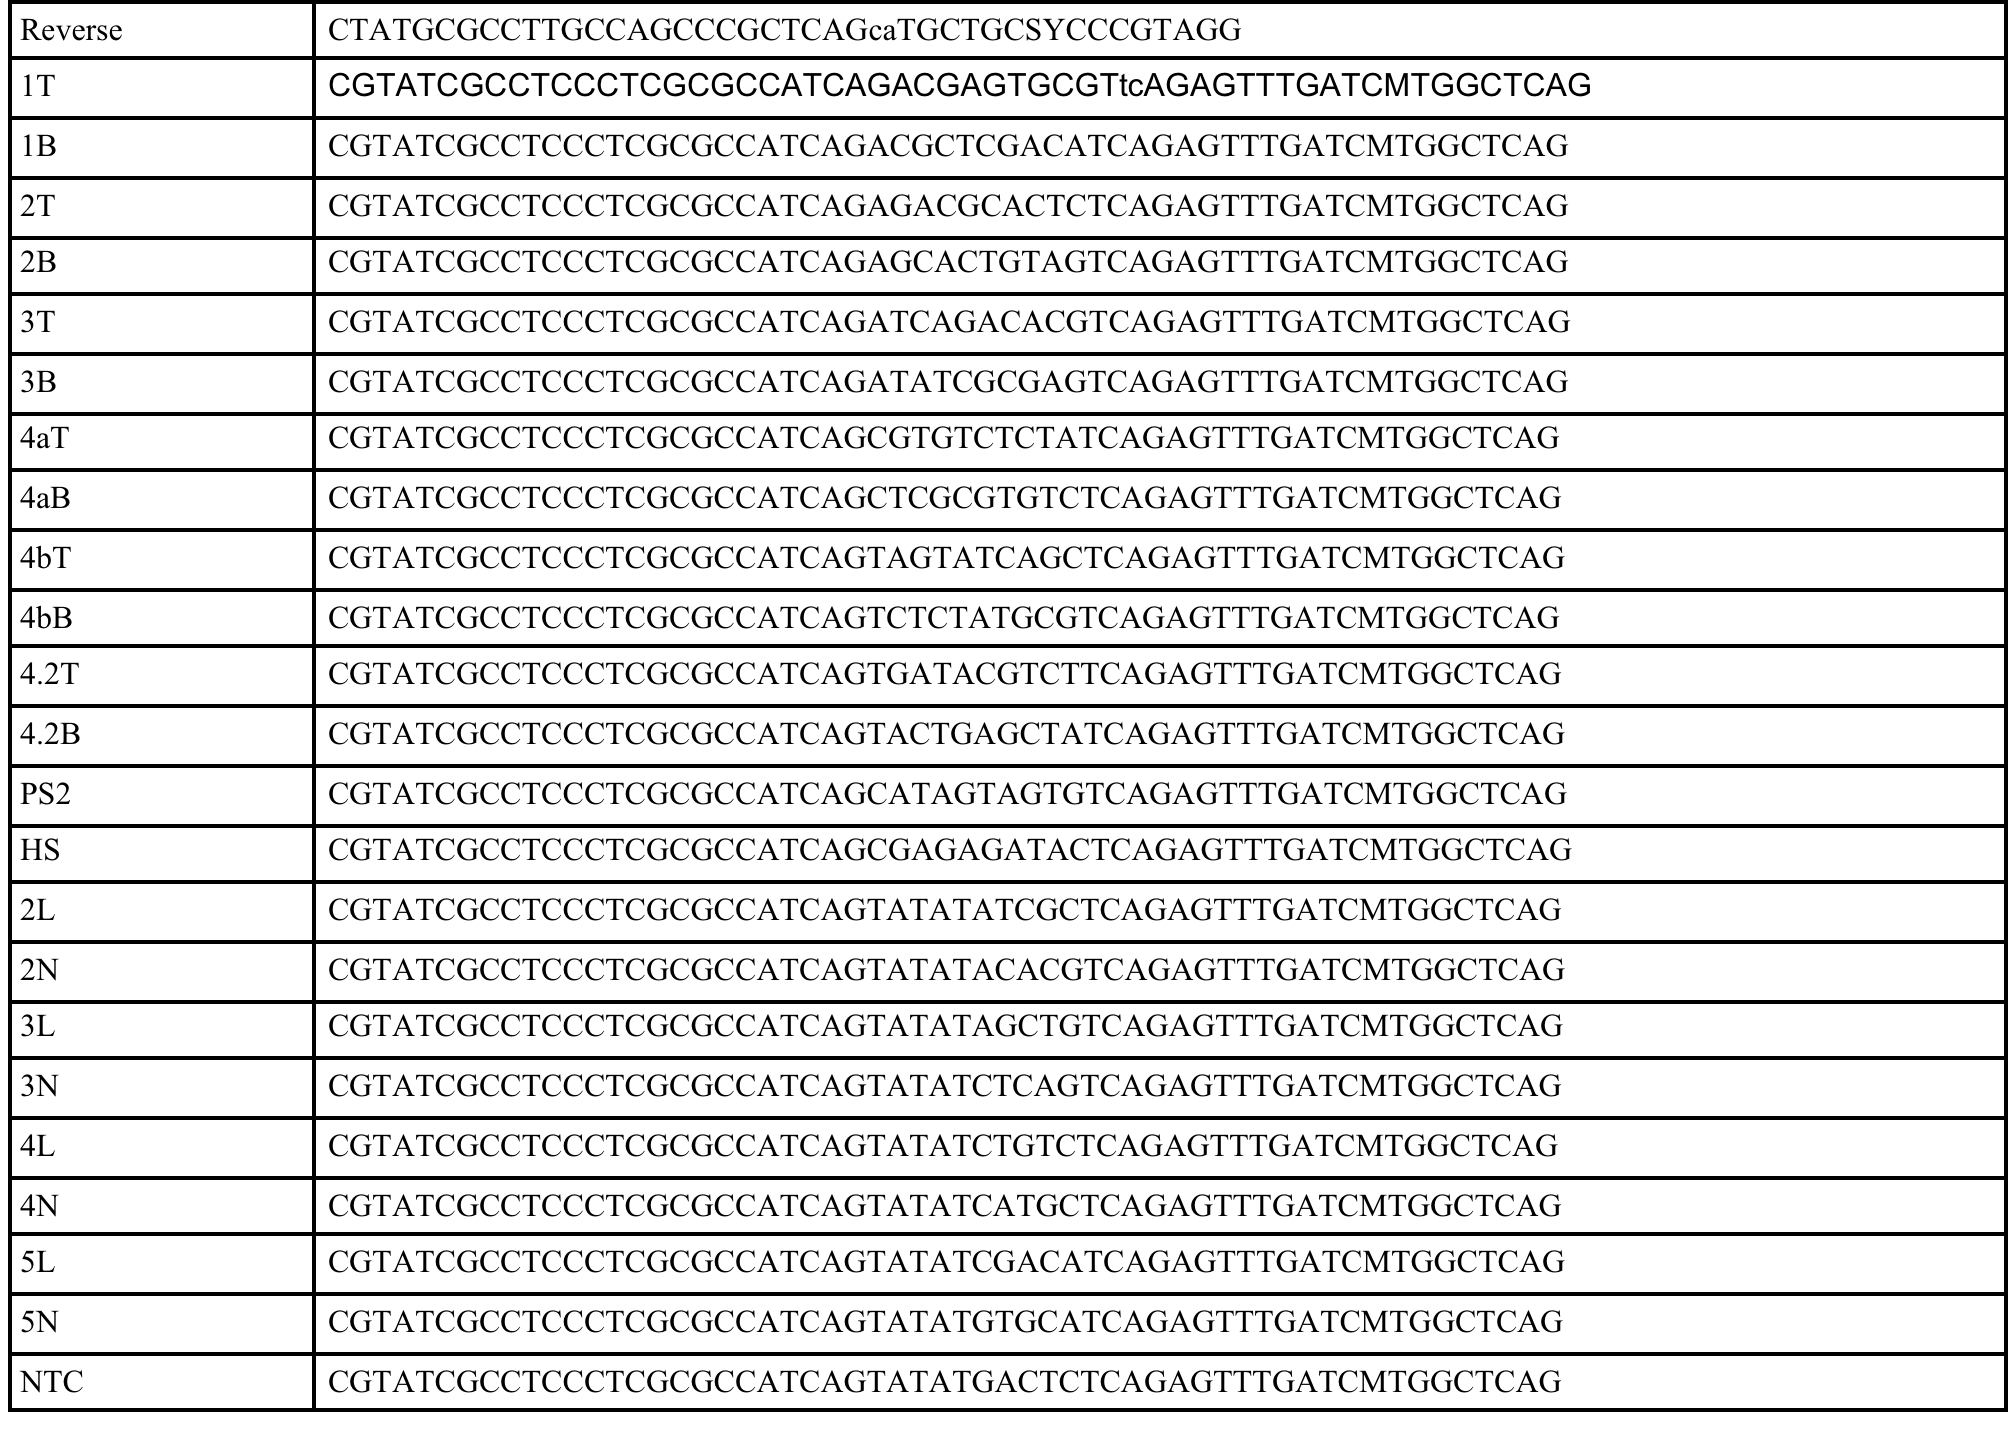 Reverse CTATGCGCCTTGCCAGCCCGCTCAGcaTGCTGCSYCCCGTAGG
1T CGTATCGCCTCCCTCGCGCCATCAGACGAGTGCGTtcAGAGTTTGATCMTGGCTCAG
1B CGTATCGCCTCCCTCGCGCCATCAGACGCTCGACATCAGAGTTTGATCMTGGCTCAG
2T CGTATCGCCTCCCTCGCGCCATCAGAGACGCACTCTCAGAGTTTGATCMTGGCTCAG
2B CGTATCGCCTCCCTCGCGCCATCAGAGCACTGTAGTCAGAGTTTGATCMTGGCTCAG
3T CGTATCGCCTCCCTCGCGCCATCAGATCAGACACGTCAGAGTTTGATCMTGGCTCAG
3B CGTATCGCCTCCCTCGCGCCATCAGATATCGCGAGTCAGAGTTTGATCMTGGCTCAG
4aT CGTATCGCCTCCCTCGCGCCATCAGCGTGTCTCTATCAGAGTTTGATCMTGGCTCAG
4aB CGTATCGCCTCCCTCGCGCCATCAGCTCGCGTGTCTCAGAGTTTGATCMTGGCTCAG
4bT CGTATCGCCTCCCTCGCGCCATCAGTAGTATCAGCTCAGAGTTTGATCMTGGCTCAG
4bB CGTATCGCCTCCCTCGCGCCATCAGTCTCTATGCGTCAGAGTTTGATCMTGGCTCAG
4.2T CGTATCGCCTCCCTCGCGCCATCAGTGATACGTCTTCAGAGTTTGATCMTGGCTCAG
4.2B CGTATCGCCTCCCTCGCGCCATCAGTACTGAGCTATCAGAGTTTGATCMTGGCTCAG
PS2 CGTATCGCCTCCCTCGCGCCATCAGCATAGTAGTGTCAGAGTTTGATCMTGGCTCAG
HS CGTATCGCCTCCCTCGCGCCATCAGCGAGAGATACTCAGAGTTTGATCMTGGCTCAG
2L CGTATCGCCTCCCTCGCGCCATCAGTATATATCGCTCAGAGTTTGATCMTGGCTCAG
2N CGTATCGCCTCCCTCGCGCCATCAGTATATACACGTCAGAGTTTGATCMTGGCTCAG
3L CGTATCGCCTCCCTCGCGCCATCAGTATATAGCTGTCAGAGTTTGATCMTGGCTCAG
3N CGTATCGCCTCCCTCGCGCCATCAGTATATCTCAGTCAGAGTTTGATCMTGGCTCAG
4L CGTATCGCCTCCCTCGCGCCATCAGTATATCTGTCTCAGAGTTTGATCMTGGCTCAG
4N CGTATCGCCTCCCTCGCGCCATCAGTATATCATGCTCAGAGTTTGATCMTGGCTCAG
5L CGTATCGCCTCCCTCGCGCCATCAGTATATCGACATCAGAGTTTGATCMTGGCTCAG
5N CGTATCGCCTCCCTCGCGCCATCAGTATATGTGCATCAGAGTTTGATCMTGGCTCAG
NTC CGTATCGCCTCCCTCGCGCCATCAGTATATGACTCTCAGAGTTTGATCMTGGCTCAG